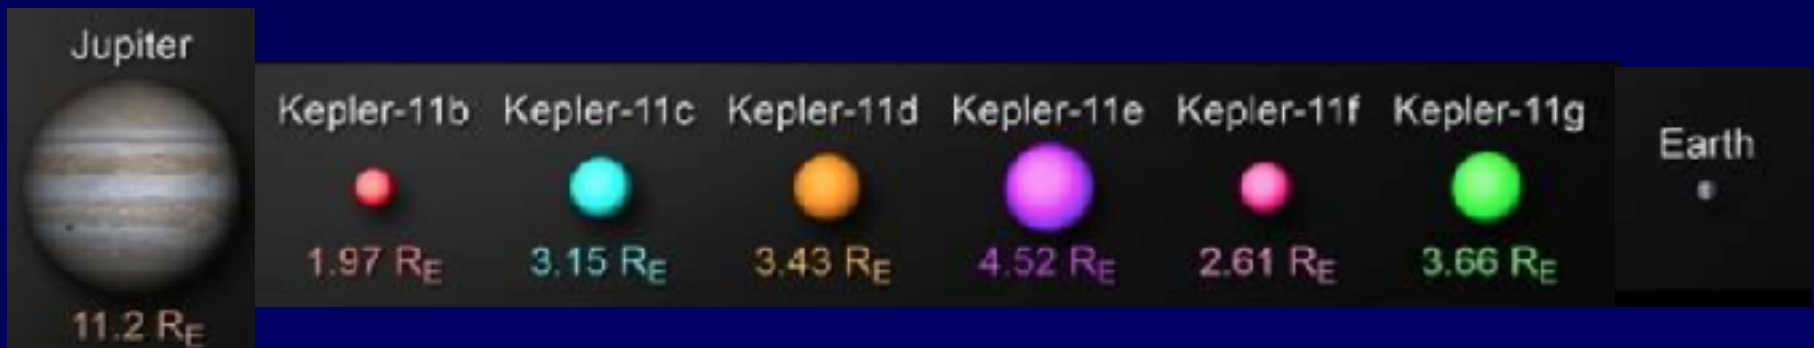 Jupiter
11.2 RE
Kepler-11b
1.97 RE
Kepler-11c
3.15 RE
Kepler-11d
3.43 RE
Kepler-11e
4.52 RE
Kepler-11f
2.61 RE
Kepler-11g
3.66 RE
Earth